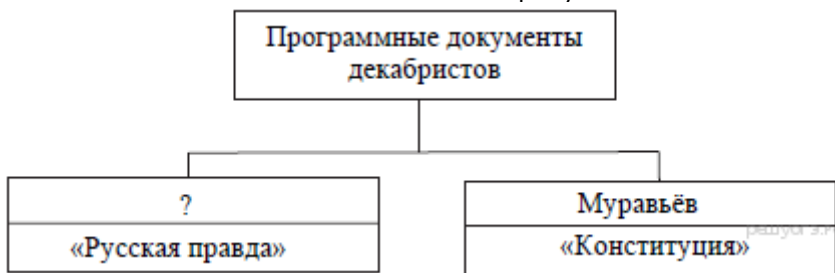 Программные документы
декабристов
?
Муравьёв
«Русская правда»
«Конституция»